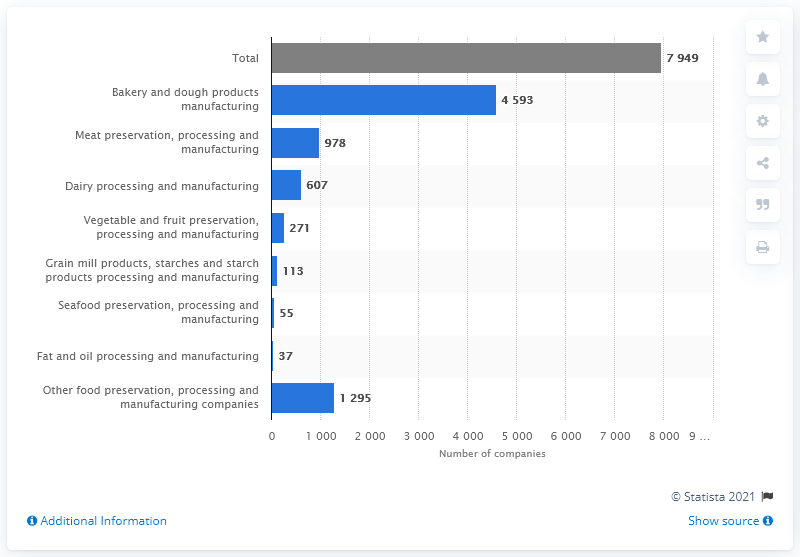 Total
7 949
Bakery and dough products
manufacturing
4 593
Meat preservation, processing and
manufacturing
978
Dairy processing and manufacturing
607
Vegetable and fruit preservation,
processing and manufacturing
271
Grain mill products, starches and starch
products processing and manufacturing
113
Seafood preservation, processing and
manufacturing
55
Fat and oil processing and manufacturing
37
Other food preservation, processing and
manufacturing companies
1 295
0 1 000 2 000 3 000 4 000 5 000 6 000 7 000 8 000 9 ...
Number of companies
© Statista 2021
Additional Information
Show source